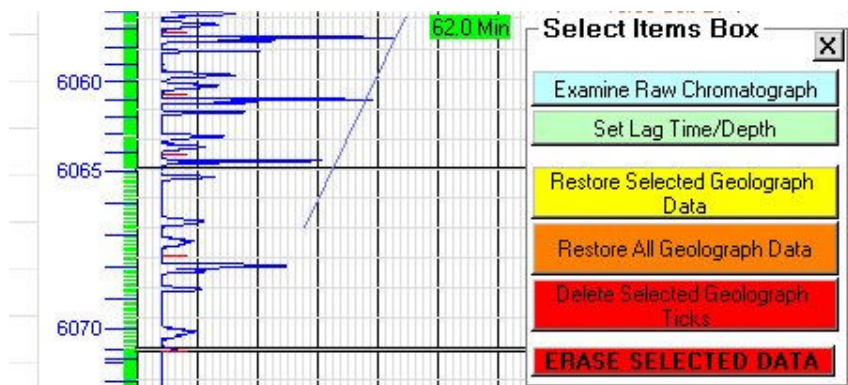 62.0 Min
Select Items Box
X
6060
Examine Raw Chromatograph
Set Lag Time/Depth
6065
Restore Selected Geolograph
Data
Restore All Geolograph Data
Delete Selected Geolograph
Ticks
6070
ERASE SELECTED DATA